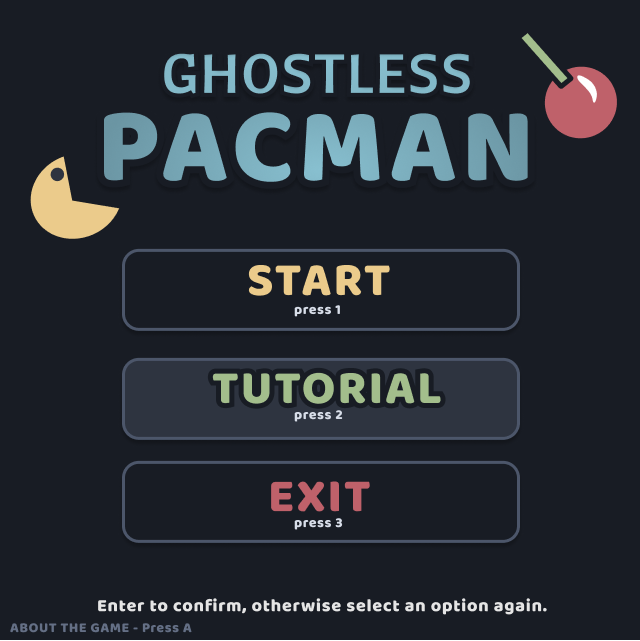 GHOSTLESS
PACMAN
START
press 1
TUTORIAL
press 2
EXIT
press 3
Enter to confirm, otherwise select an option again.
ABOUT THE GAME - Press A